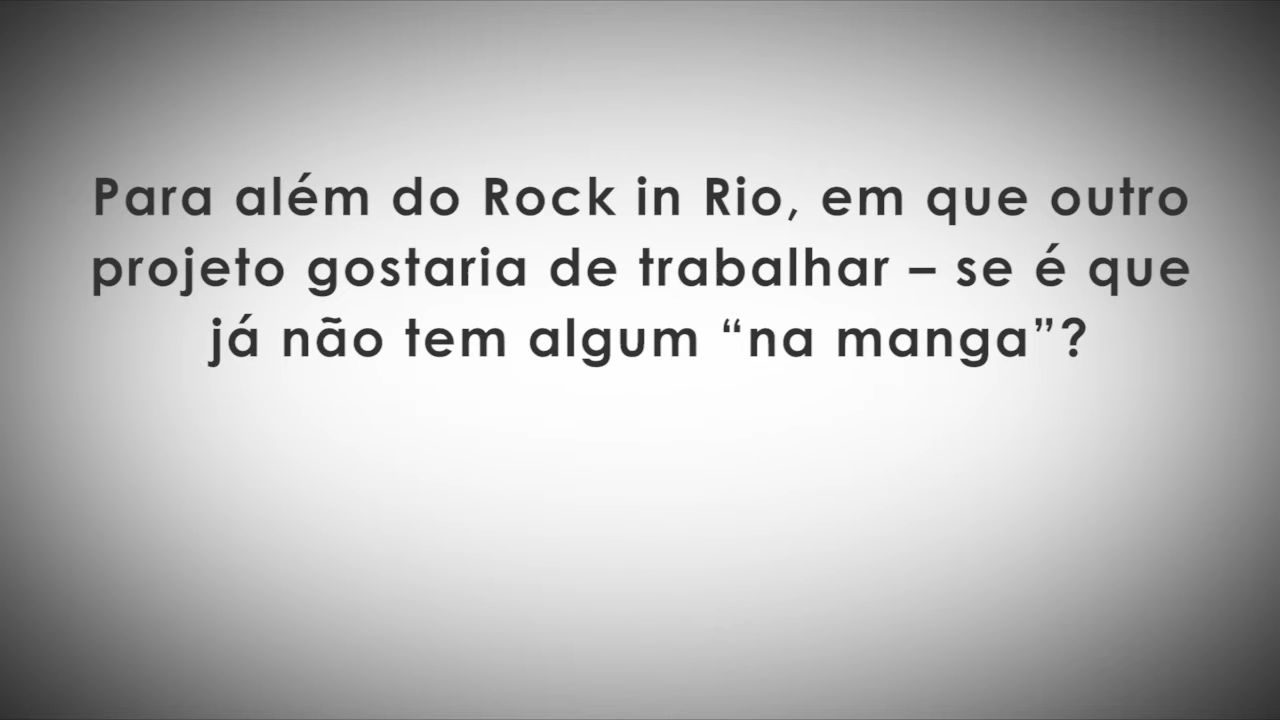 Para além do Rock in Rio, em que outro
projeto gostaria de trabalhar – se é que
já não tem algum “na manga”?